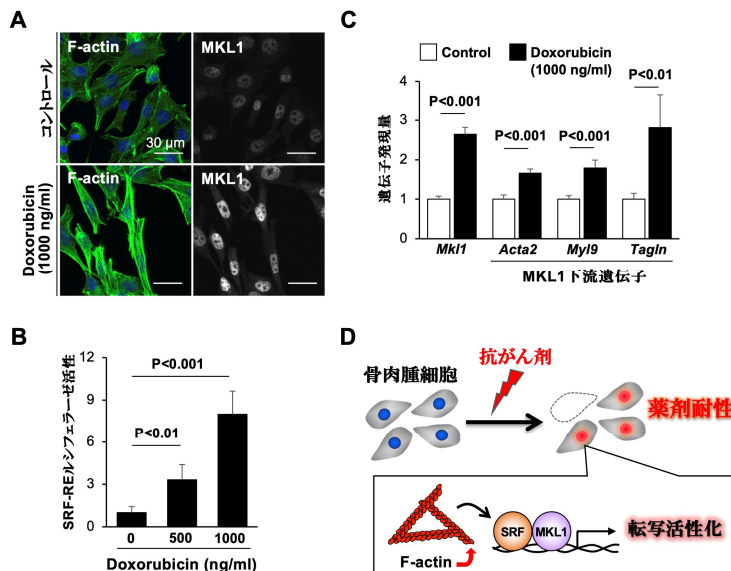 A
F-actin
MKL1
コントロール
30 µm
F-actin
MKL1
Doxorubicin
(1000 ng/ml)
B
SRF-REルシフェラーゼ活性
12
9
6
3
0
P<0.001
P<0.01
0 500 1000
Doxorubicin (ng/ml)
C
Control Doxorubicin
(1000 ng/ml)
遺伝子発現量
4
3
2
1
0
P<0.001
P<0.001
P<0.001
P<0.01
Mkl1 Acta2 Myl9 Tagln
MKL1下流遺伝子
D
骨肉腫細胞
抗がん剤
薬剤耐性
F-actin
SRF
MKL1
転写活性化